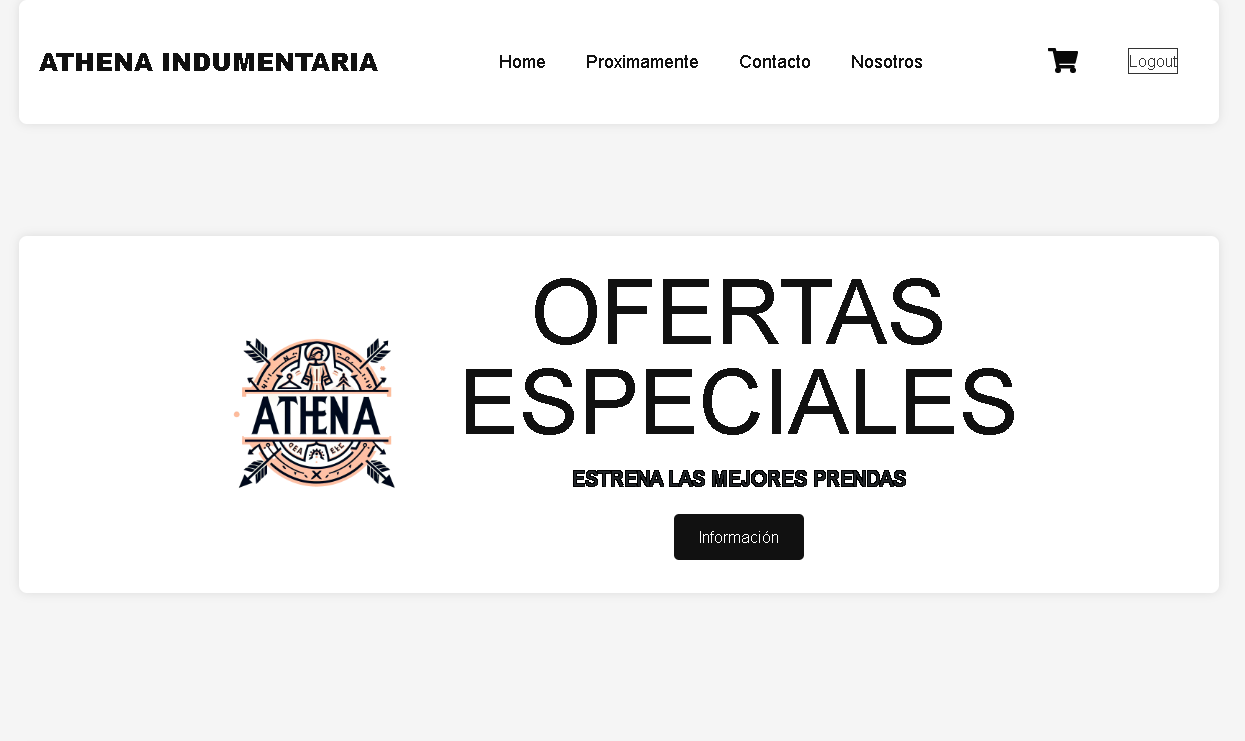 ATHENA INDUMENTARIA
Home Proximamente Contacto Nosotros
Logout
OFERTAS
ESPECIALES
ATHENA
ESTRENA LAS MEJORES PRENDAS
Información